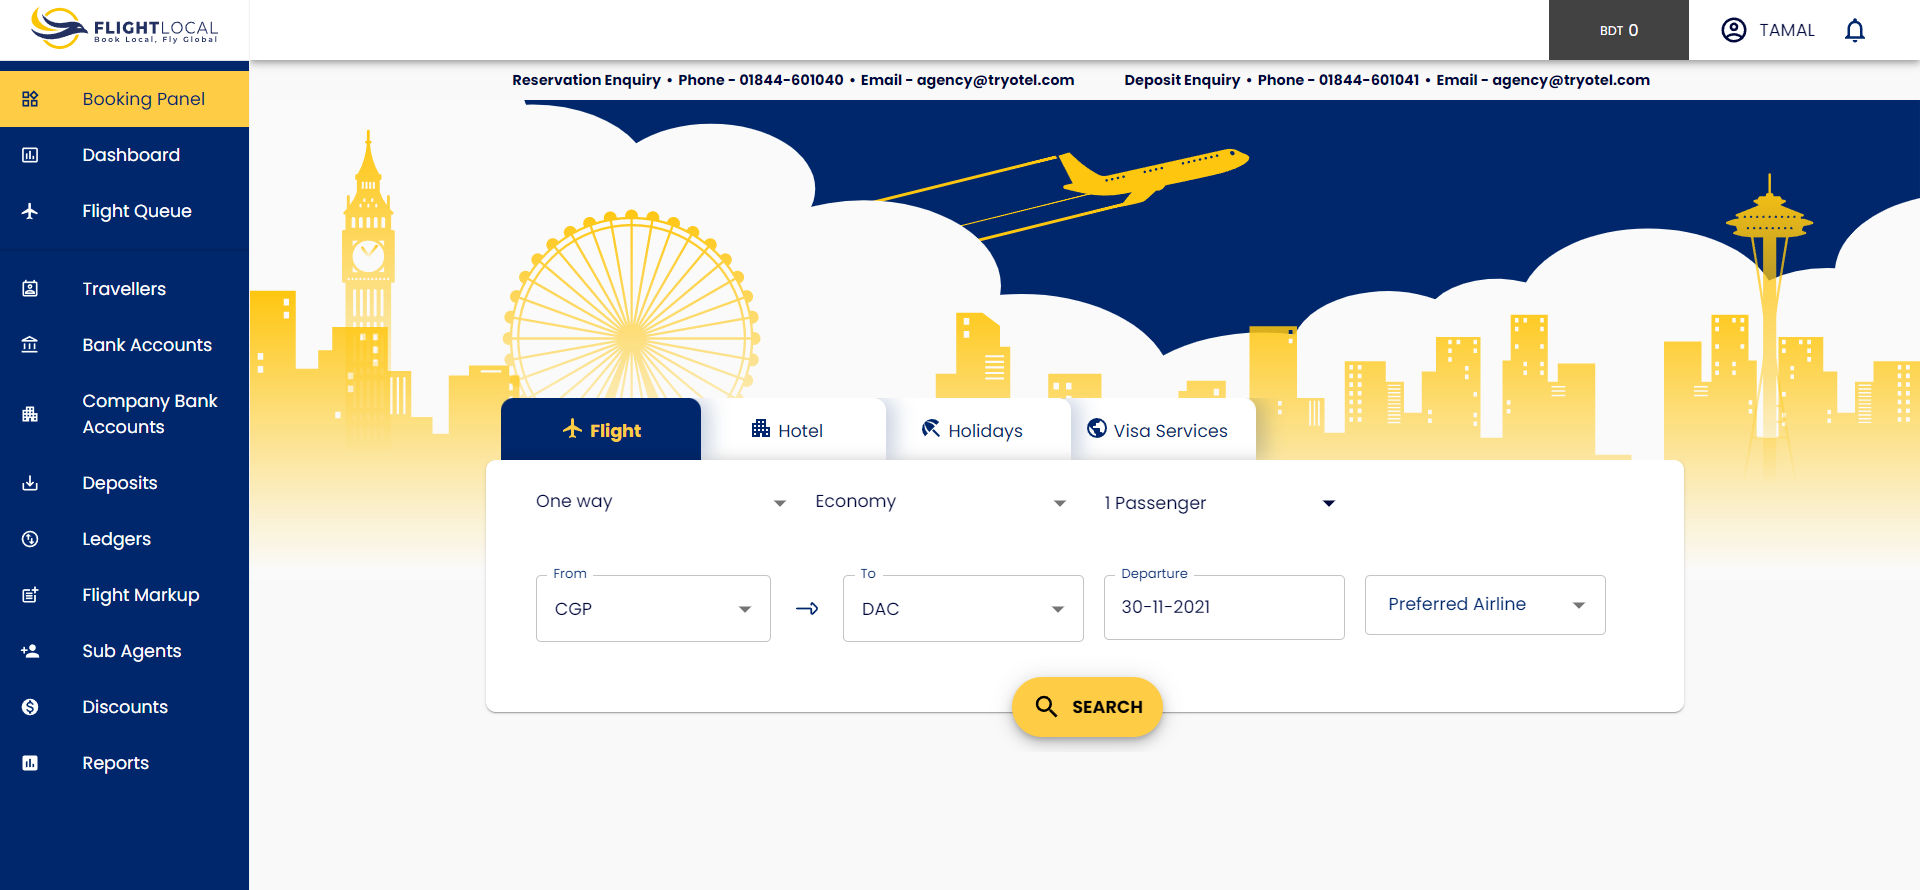 FLIGHTLOCAL
Book Local, Fly Global
BDT 0
TAMAL
Reservation Enquiry • Phone - 01844-601040 • Email - agency@tryotel.com
Deposit Enquiry • Phone - 01844-601041 • Email - agency@tryotel.com
Booking Panel
Dashboard
Flight Queue
Travellers
Bank Accounts
Company Bank
Accounts
Deposits
Ledgers
Flight Markup
Sub Agents
Discounts
Reports
Flight
Hotel
Holidays
Visa Services
One way
Economy
1 Passenger
From
CGP
To
DAC
Departure
30-11-2021
Preferred Airline
SEARCH